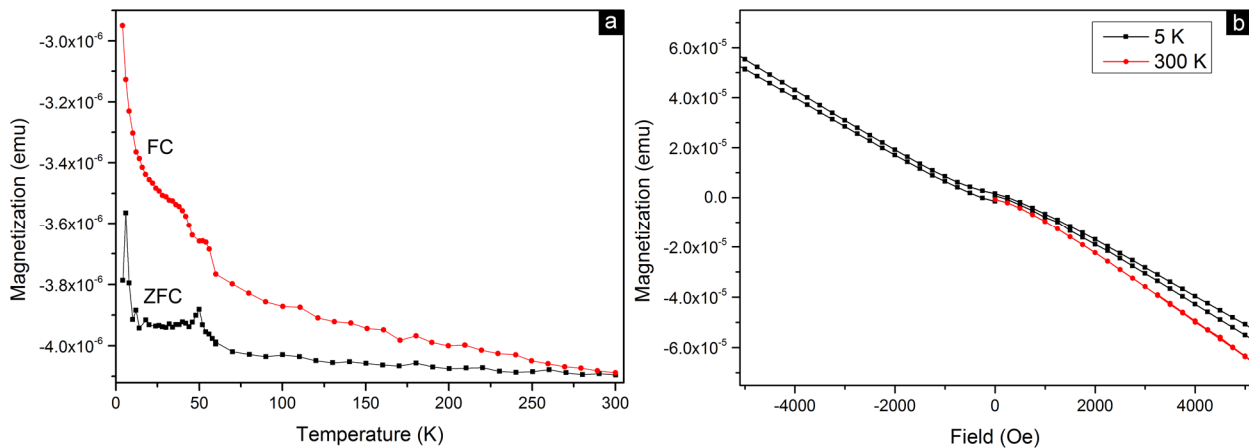 a
-3.0x10⁻⁶
-3.2x10⁻⁶
-3.4x10⁻⁶
-3.6x10⁻⁶
-3.8x10⁻⁶
-4.0x10⁻⁶
Magnetization (emu)
FC
ZFC
0 50 100 150 200 250 300
Temperature (K)
b
5 K
300 K
6.0x10⁻⁵
4.0x10⁻⁵
2.0x10⁻⁵
0.0
-2.0x10⁻⁵
-4.0x10⁻⁵
-6.0x10⁻⁵
Magnetization (emu)
-4000 -2000 0 2000 4000
Field (Oe)